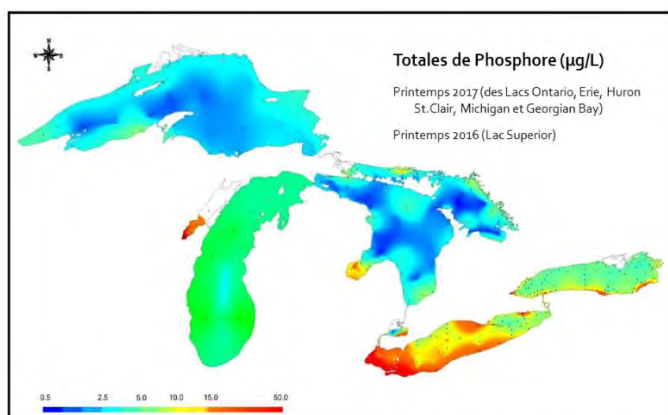 N
Totales de Phosphore (µg/L)
Printemps 2017 (des Lacs Ontario, Erie, Huron
St.Clair, Michigan et Georgian Bay)
Printemps 2016 (Lac Superior)
0.5 2.5 5.0 10.0 15.0 50.0